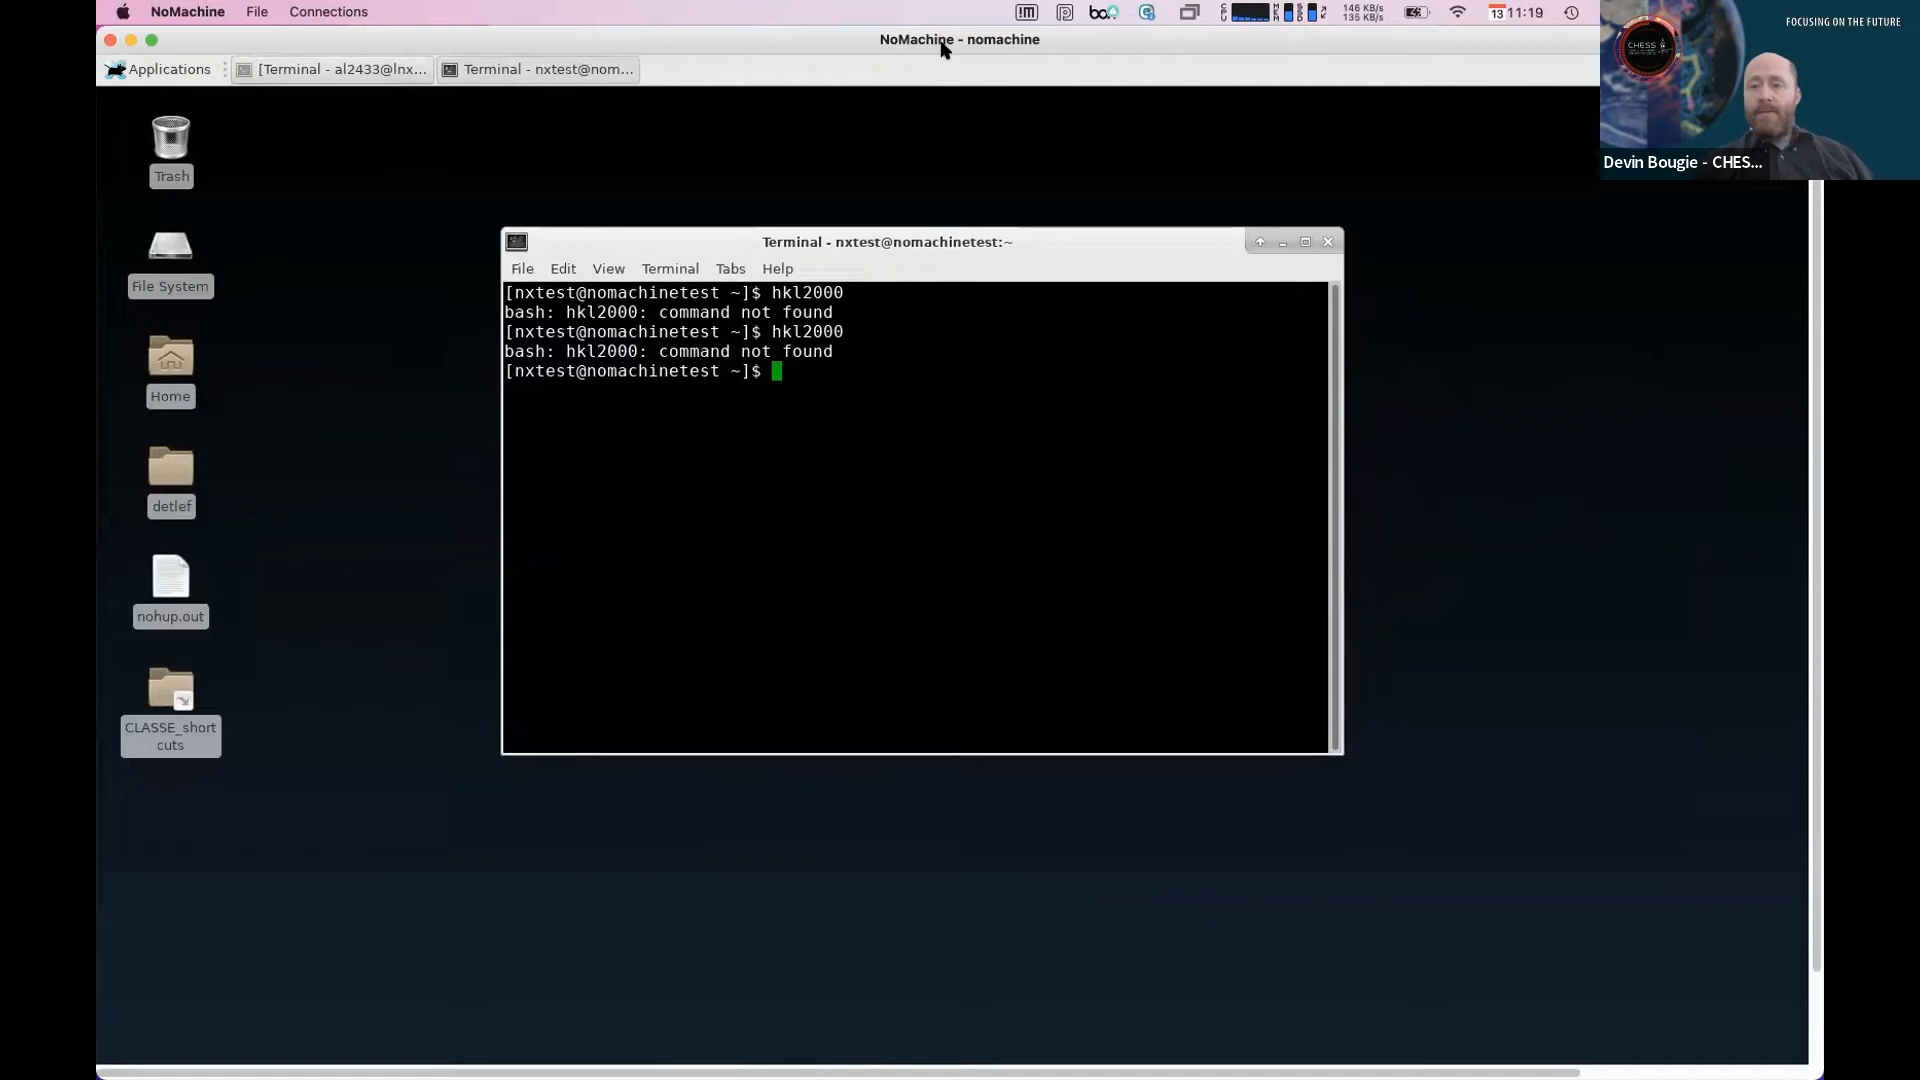 NoMachine File Connections
146 KB/s
135 KB/s
13 11:19
NoMachine - nomachine
FOCUSING ON THE FUTURE
CHESS
Devin Bougie - CHES...
Applications
[Terminal - al2433@lnx...
Terminal - nxtest@nom...
Trash
File System
Home
detlef
nohup.out
CLASSE_short
cuts
Terminal - nxtest@nomachinetest:~
File Edit View Terminal Tabs Help
[nxtest@nomachinetest ~]$ hkl2000
bash: hkl2000: command not found
[nxtest@nomachinetest ~]$ hkl2000
bash: hkl2000: command not found
[nxtest@nomachinetest ~]$